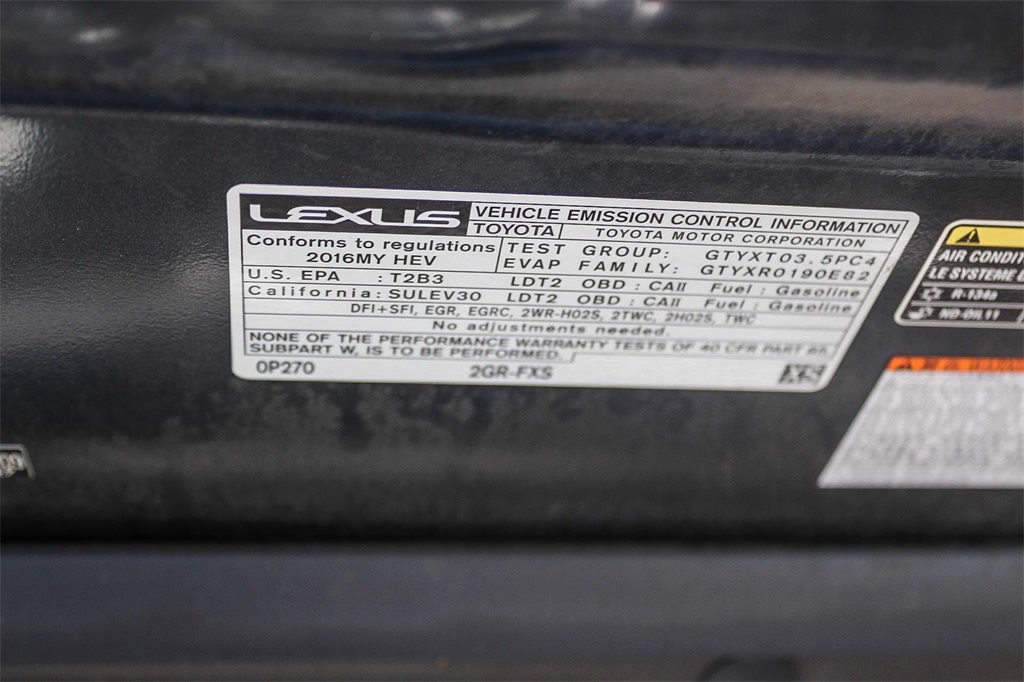 LEXUS VEHICLE EMISSION CONTROL INFORMATION
TOYOTA TOYOTA MOTOR CORPORATION
Conforms to regulations
2016MY HEV
TEST GROUP: GTYXT03.5PC4
EVAP FAMILY: GTYXR0190E82
U.S. EPA : T2B3 LDT2 OBD : CAII Fuel : Gasoline
California : SULEV30 LDT2 OBD : CAII Fuel : Gasoline
DFI+SFI, EGR, EGRC, 2WR-HO2S, 2TWC, 2HO2S, TWC
No adjustments needed.
NONE OF THE PERFORMANCE WARRANTY TESTS OF 40 CFR PART 85,
SUBPART W, IS TO BE PERFORMED.
0P270 2GR-FXS
AIR CONDIT
LE SYSTEME
R-134a
ND-OIL 11